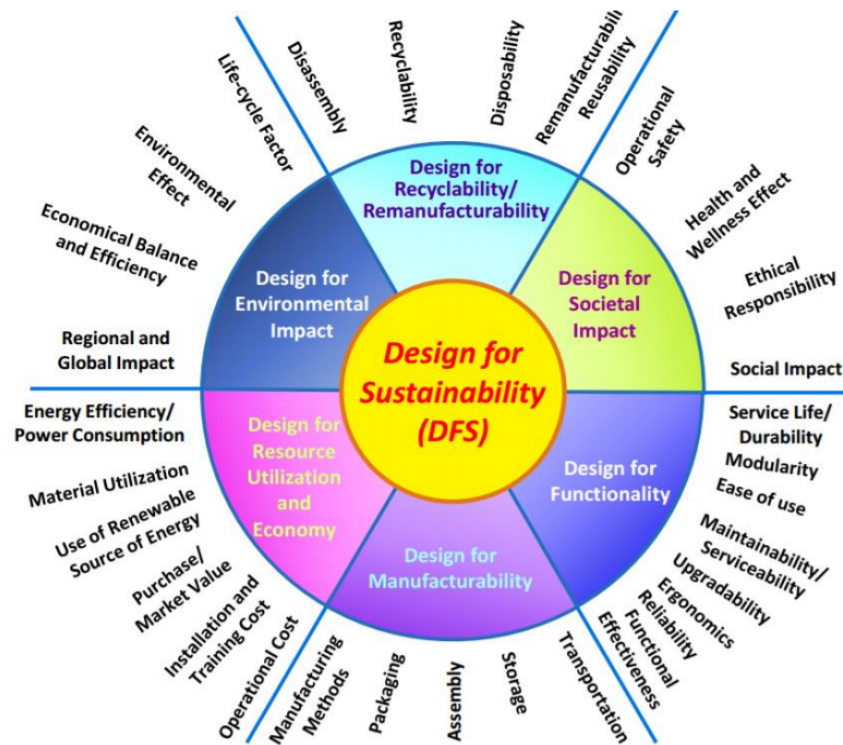 Disassembly
Recyclability
Disposability
Remanufacturabili
Reusability
Operational
Safety
Health and
Wellness Effect
Ethical
Responsibility
Social Impact
Service Life/
Durability
Modularity
Ease of use
Maintainability/
Serviceability
Upgradability
Ergonomics
Reliability
Functional
Effectiveness
Transportation
Storage
Assembly
Packaging
Manufacturing
Methods
Operational Cost
Installation and
Training Cost
Purchase/
Market Value
Use of Renewable
Source of Energy
Material Utilization
Energy Efficiency/
Power Consumption
Regional and
Global Impact
Economical Balance
and Efficiency
Environmental
Effect
Life-cycle Factor
Design for
Recyclability/
Remanufacturability
Design for
Societal
Impact
Design for
Functionality
Design for
Manufacturability
Design for
Resource
Utilization
and
Economy
Design for
Environmental
Impact
Design for
Sustainability
(DFS)